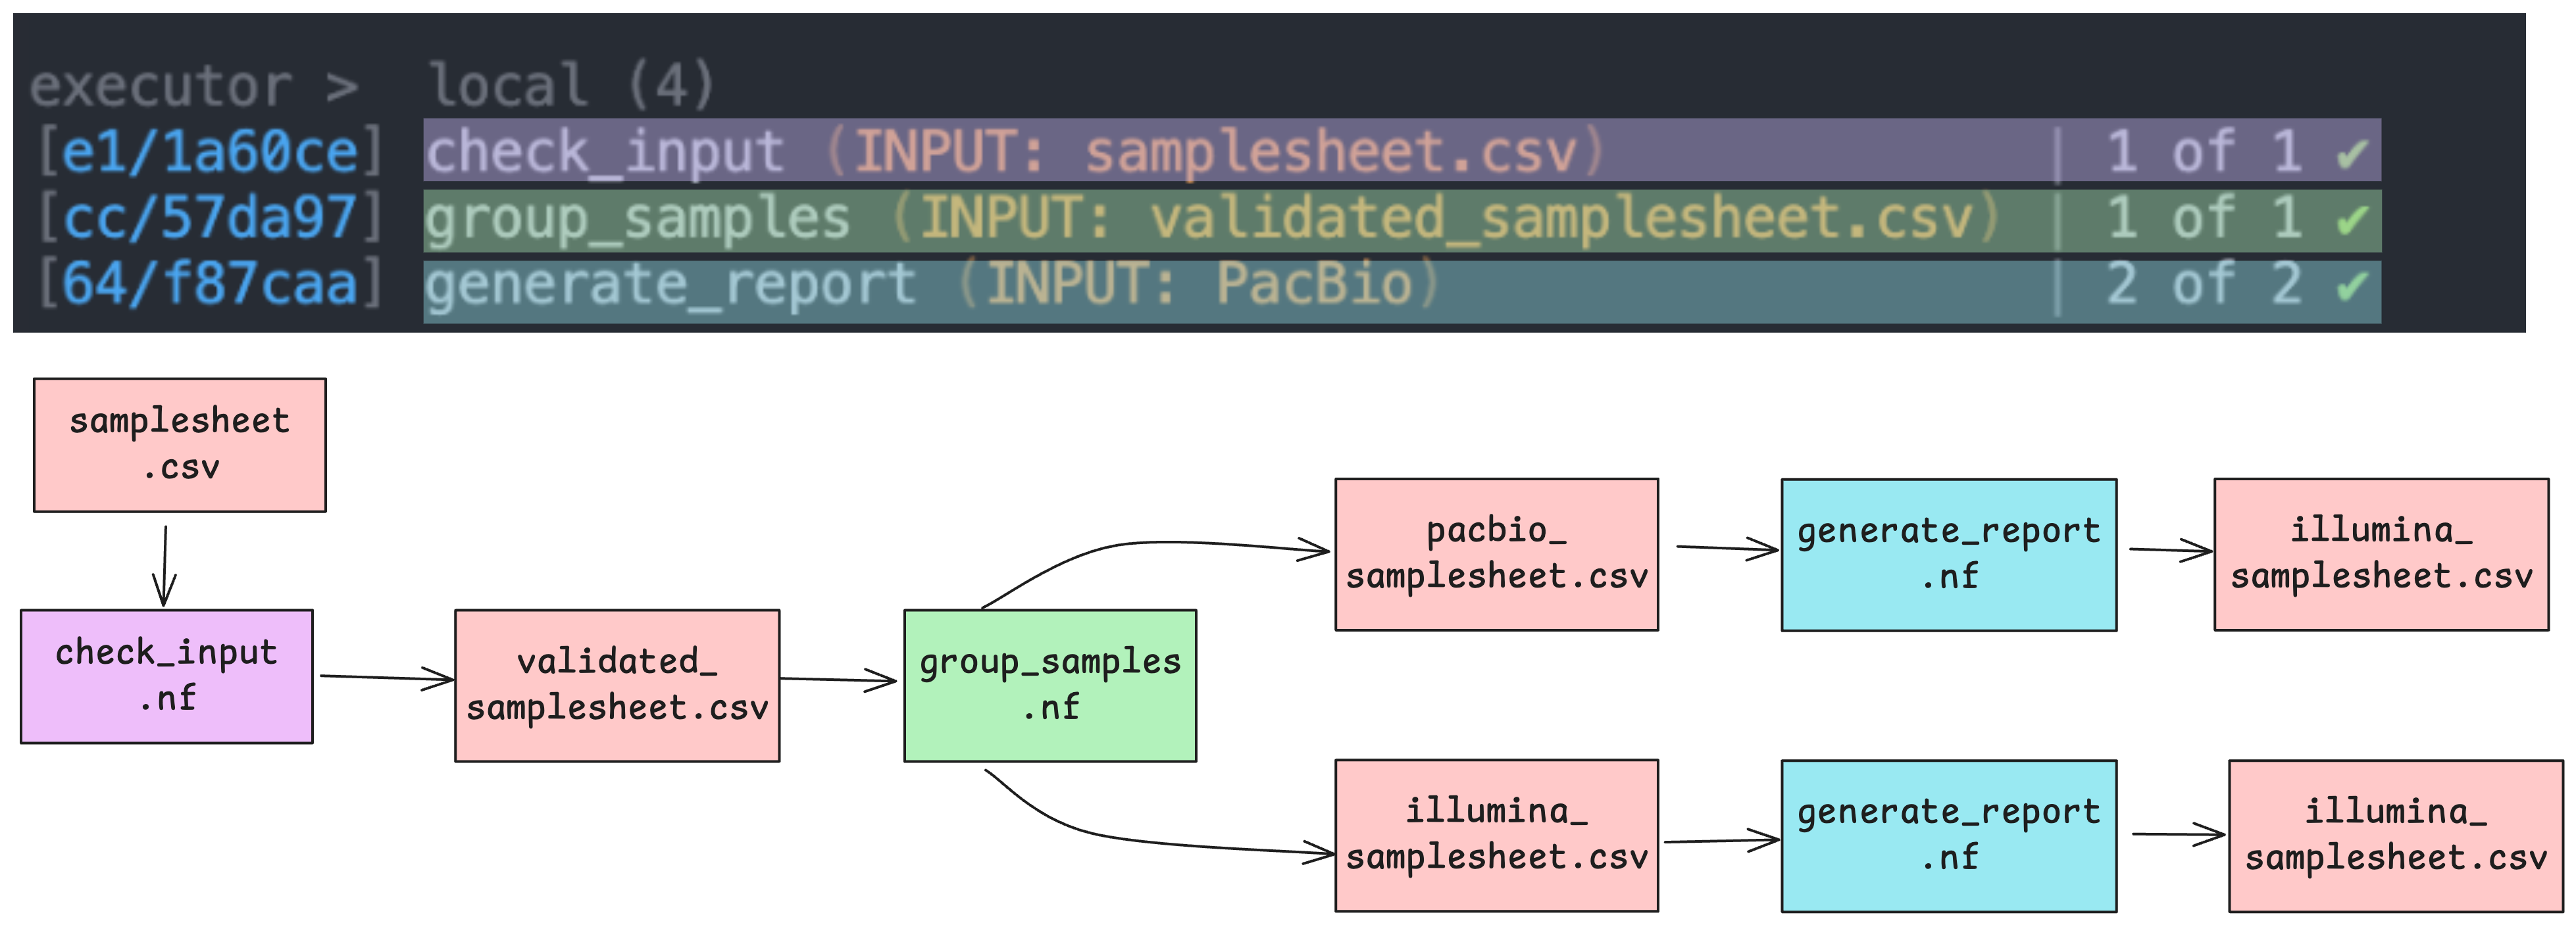 executor >  local (4)
[e1/1a60ce] check_input (INPUT: samplesheet.csv) | 1 of 1 ✔
[cc/57da97] group_samples (INPUT: validated_samplesheet.csv) | 1 of 1 ✔
[64/f87caa] generate_report (INPUT: PacBio) | 2 of 2 ✔
samplesheet
.csv
check_input
.nf
validated_
samplesheet.csv
group_samples
.nf
pacbio_
samplesheet.csv
generate_report
.nf
illumina_
samplesheet.csv
illumina_
samplesheet.csv
generate_report
.nf
illumina_
samplesheet.csv